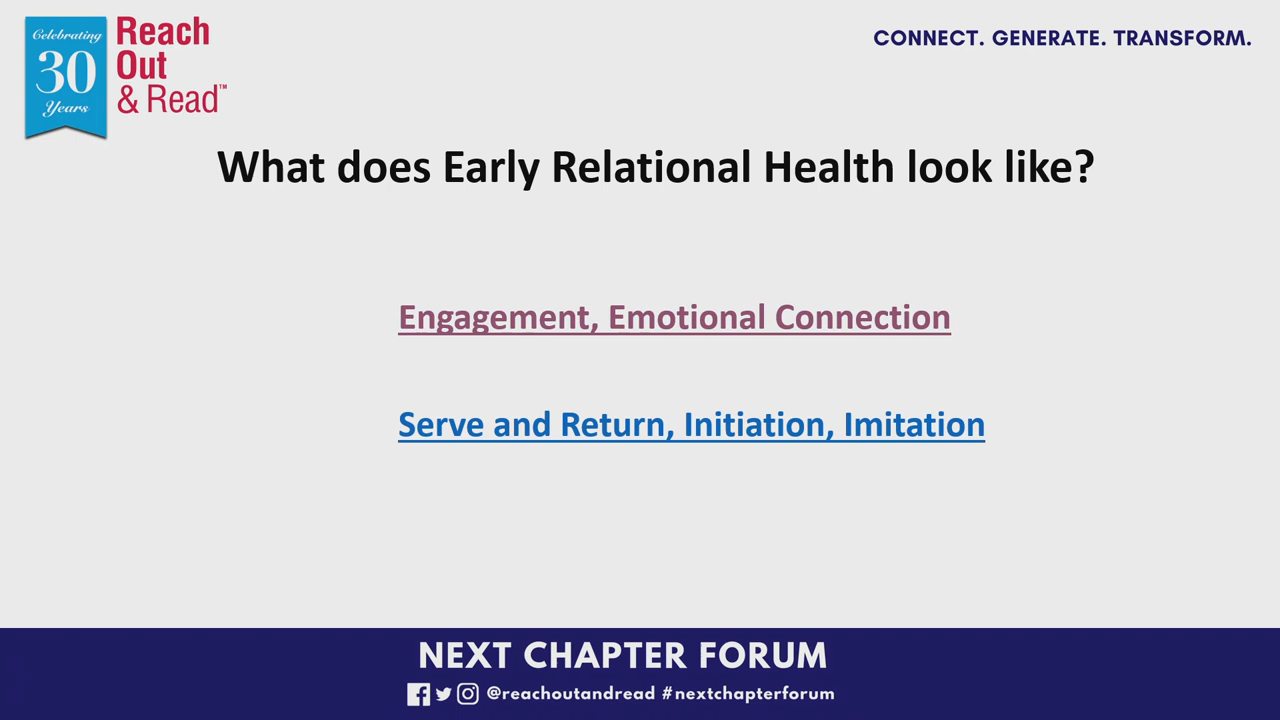 Celebrating
30
Years
Reach
Out
& Read™
CONNECT. GENERATE. TRANSFORM.
What does Early Relational Health look like?
Engagement, Emotional Connection
Serve and Return, Initiation, Imitation
NEXT CHAPTER FORUM
@reachoutandread #nextchapterforum